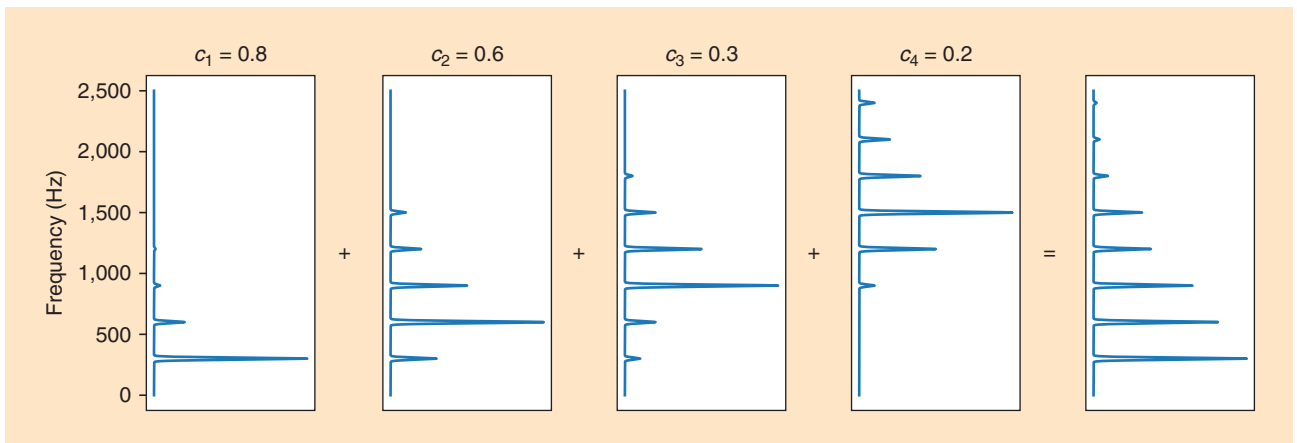 c₁ = 0.8 c₂ = 0.6 c₃ = 0.3 c₄ = 0.2
2,500
2,000
1,500
1,000
500
0
Frequency (Hz)
+ + + =